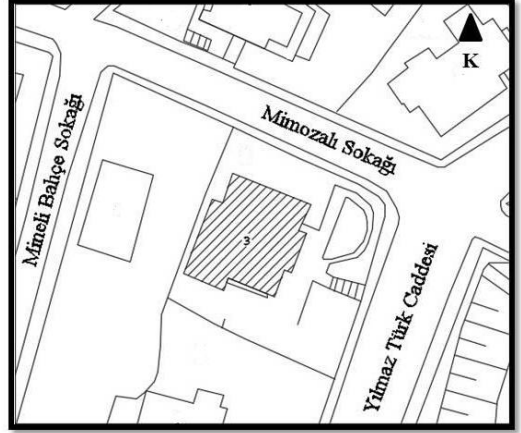 K
Mimozalı Sokağı
Mineli Bahçe Sokağı
3
Yılmaz Türk Caddesi